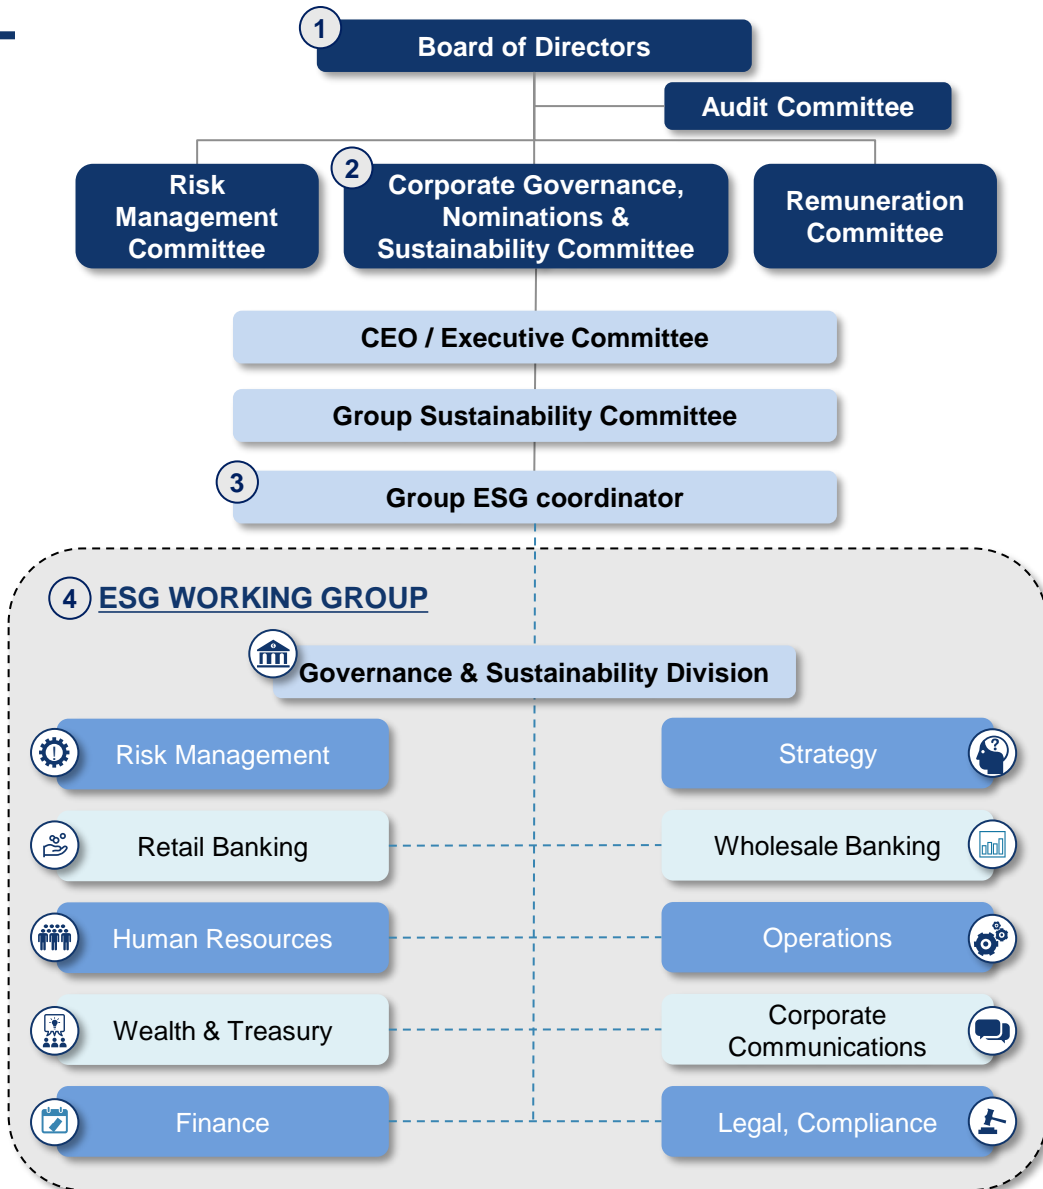 1
Board of Directors
Audit Committee
Risk
Management
Committee
2
Corporate Governance,
Nominations &
Sustainability Committee
Remuneration
Committee
CEO / Executive Committee
Group Sustainability Committee
3
Group ESG coordinator
4 ESG WORKING GROUP
Governance & Sustainability Division
Risk Management
Strategy
?
Retail Banking
Wholesale Banking
Human Resources
Operations
Wealth & Treasury
Corporate
Communications
Finance
Legal, Compliance